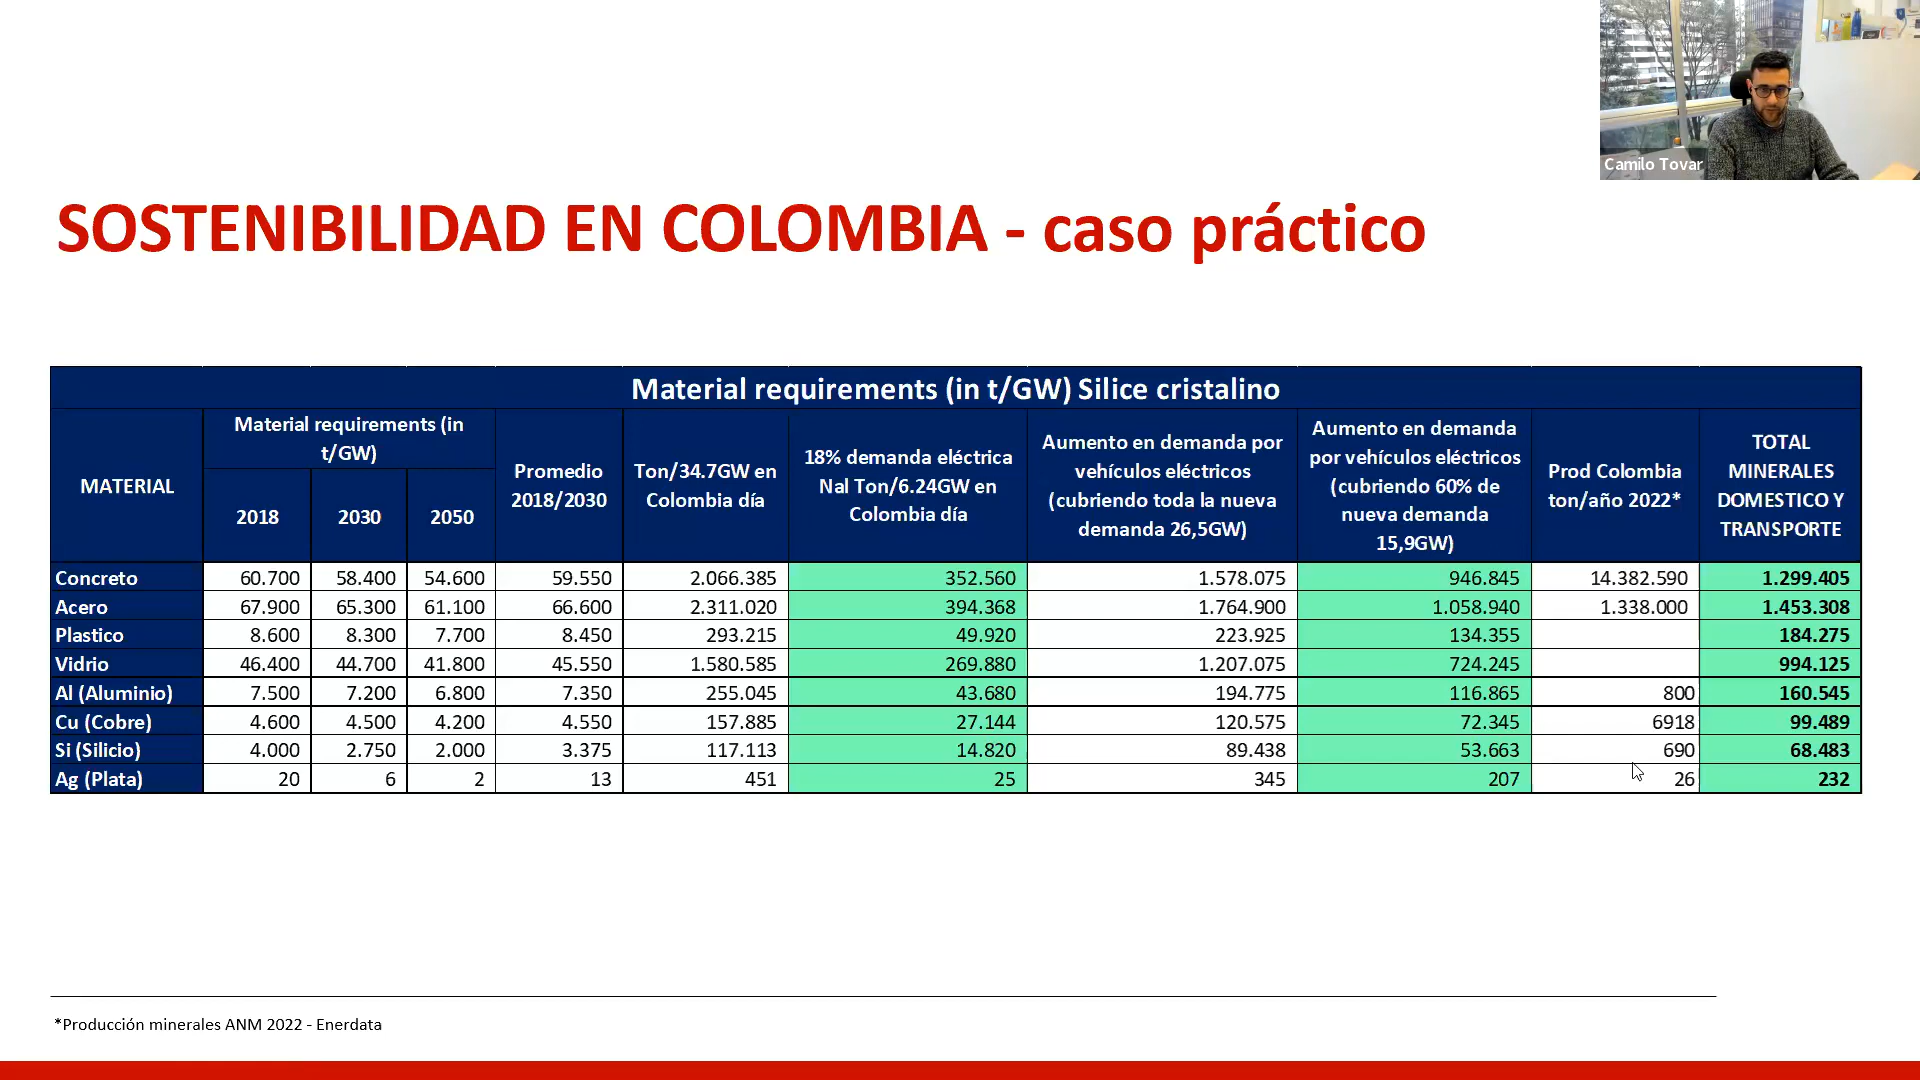 Camilo Tovar
SOSTENIBILIDAD EN COLOMBIA - caso práctico
Material requirements (in t/GW) Silice cristalino
MATERIAL
Material requirements (in
t/GW)
2018
2030
2050
Promedio
2018/2030
Ton/34.7GW en
Colombia día
18% demanda eléctrica
Nal Ton/6.24GW en
Colombia día
Aumento en demanda por
vehículos eléctricos
(cubriendo toda la nueva
demanda 26,5GW)
Aumento en demanda
por vehículos eléctricos
(cubriendo 60% de
nueva demanda
15,9GW)
Prod Colombia
ton/año 2022*
TOTAL
MINERALES
DOMESTICO Y
TRANSPORTE
Concreto 60.700 58.400 54.600 59.550 2.066.385 352.560 1.578.075 946.845 14.382.590 1.299.405
Acero 67.900 65.300 61.100 66.600 2.311.020 394.368 1.764.900 1.058.940 1.338.000 1.453.308
Plastico 8.600 8.300 7.700 8.450 293.215 49.920 223.925 134.355 184.275
Vidrio 46.400 44.700 41.800 45.550 1.580.585 269.880 1.207.075 724.245 994.125
Al (Aluminio) 7.500 7.200 6.800 7.350 255.045 43.680 194.775 116.865 800 160.545
Cu (Cobre) 4.600 4.500 4.200 4.550 157.885 27.144 120.575 72.345 6918 99.489
Si (Silicio) 4.000 2.750 2.000 3.375 117.113 14.820 89.438 53.663 690 68.483
Ag (Plata) 20 6 2 13 451 25 345 207 26 232
*Producción minerales ANM 2022 - Enerdata